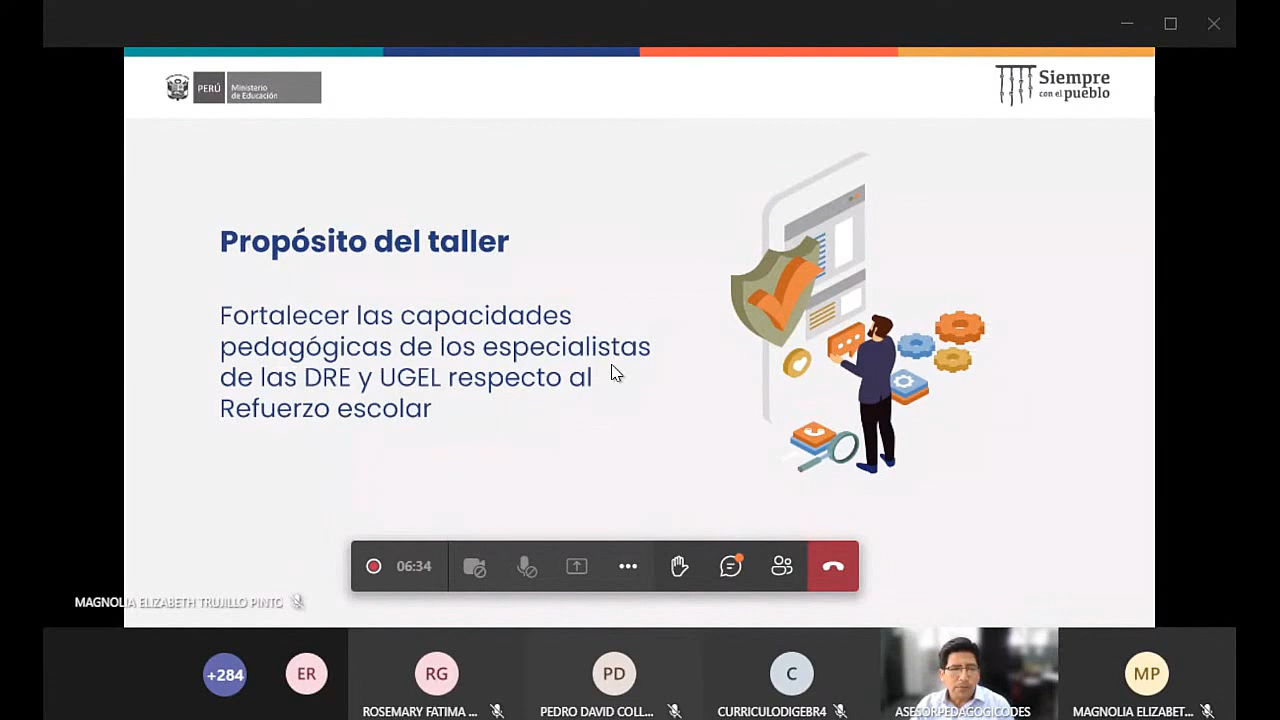 PERÚ
Ministerio
de Educación
Siempre
con el pueblo
Propósito del taller
Fortalecer las capacidades
pedagógicas de los especialistas
de las DRE y UGEL respecto al
Refuerzo escolar
06:34
MAGNOLIA ELIZABETH TRUJILLO PINTO
+284
ER
RG
PD
C
MP
ROSEMARY FATIMA ...
PEDRO DAVID COLL...
CURRICULODIGEBR4
ASESORPEDAGOGICODES
MAGNOLIA ELIZABET...